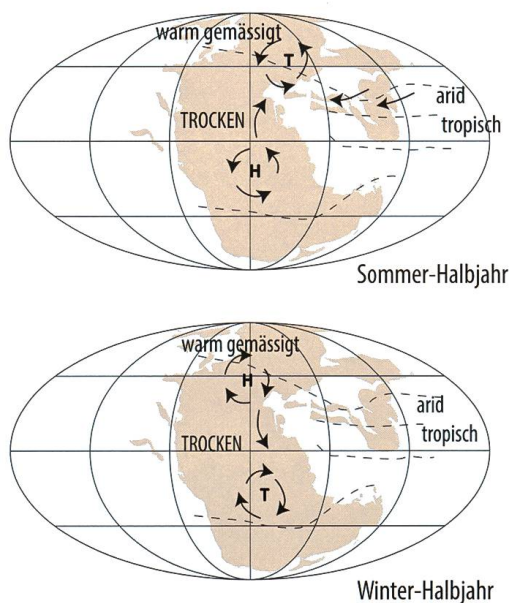 warm gemässigt
T
arid
TROCKEN
tropisch
H
Sommer-Halbjahr
warm gemässigt
H
arid
TROCKEN
tropisch
T
Winter-Halbjahr